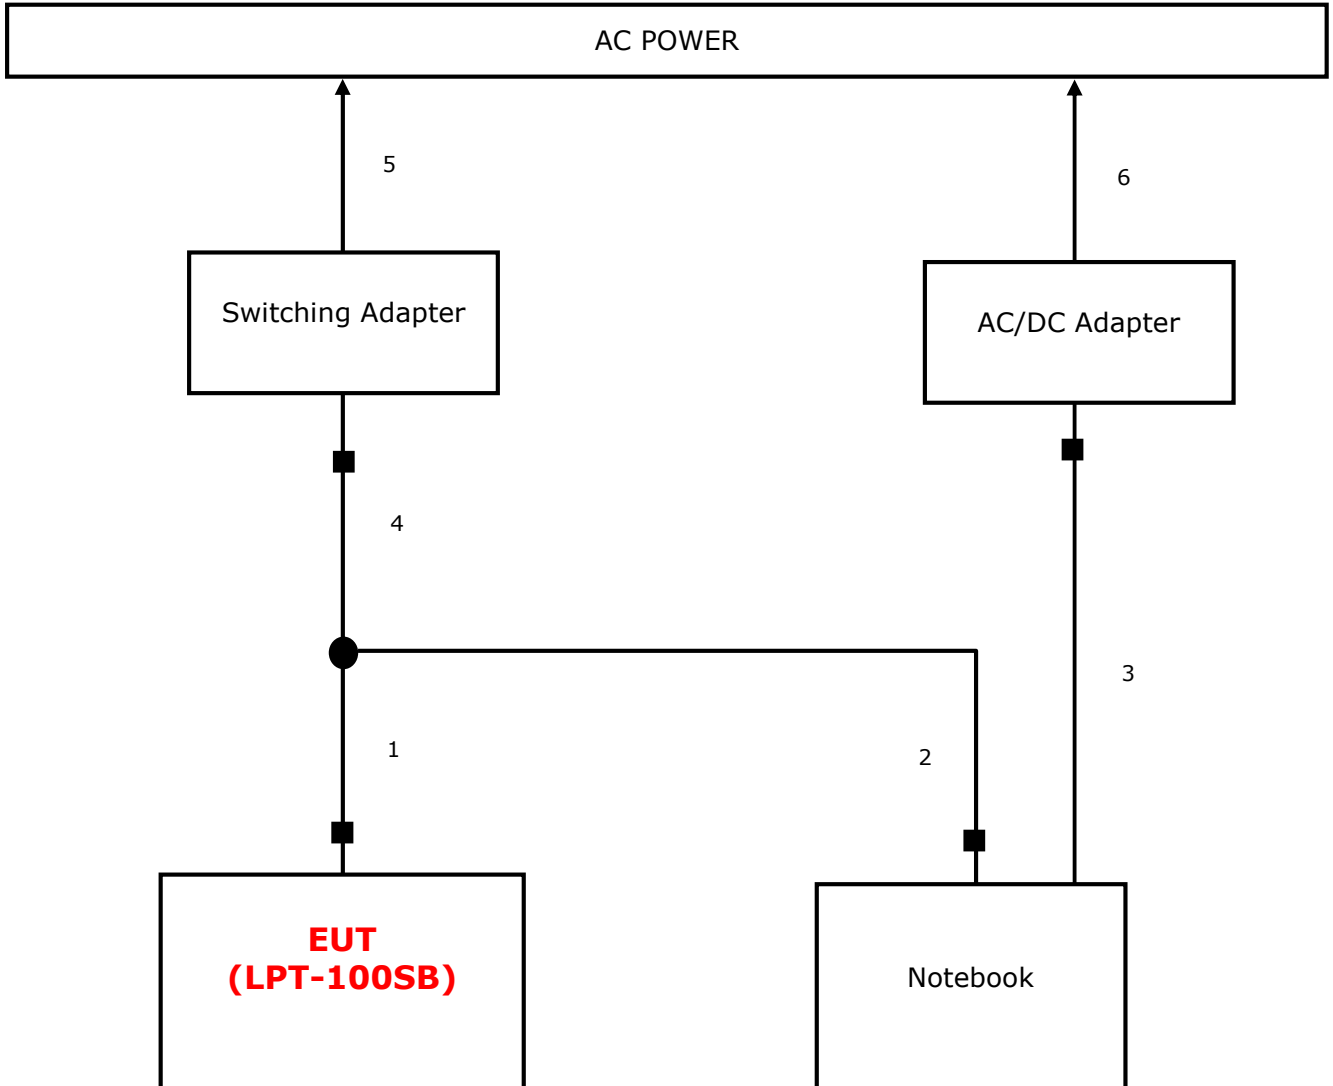 AC POWER
5
6
Switching Adapter
AC/DC Adapter
4
3
1
2
EUT
(LPT-100SB)
Notebook